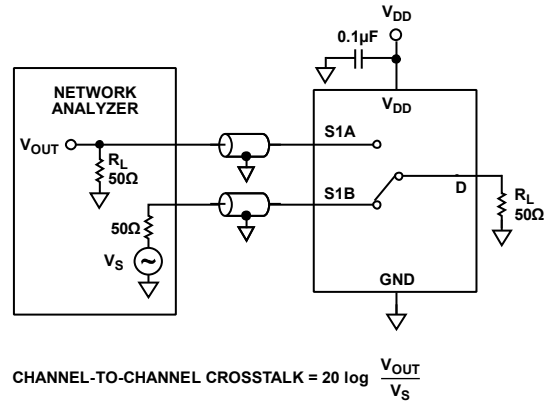 V_DD
0.1µF
NETWORK
ANALYZER
V_DD
V_OUT
S1A
R_L
50Ω
S1B
D
R_L
50Ω
50Ω
V_S
GND
CHANNEL-TO-CHANNEL CROSSTALK = 20 log V_OUT / V_S